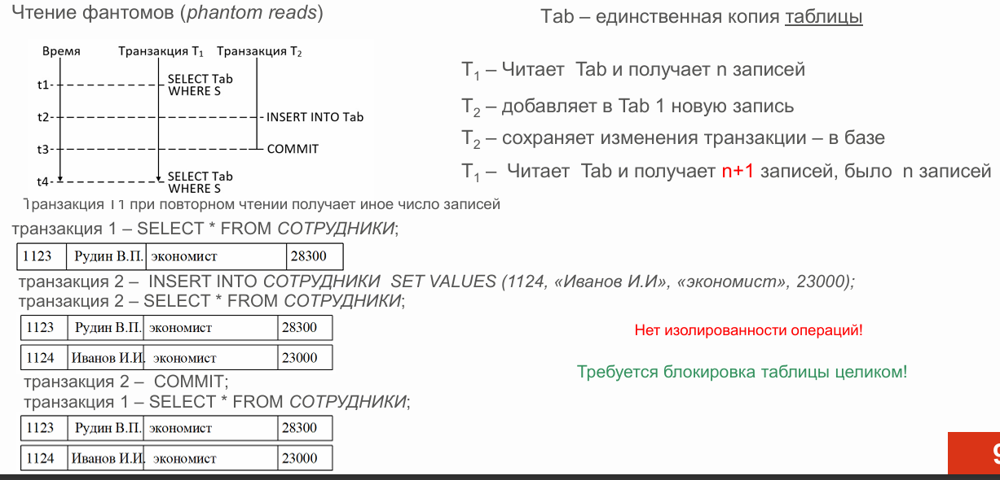 Чтение фантомов (phantom reads)
Tab – единственная копия таблицы
Время Транзакция T1 Транзакция T2
t1
SELECT Tab
WHERE S
t2
INSERT INTO Tab
t3
COMMIT
t4
SELECT Tab
WHERE S
T1 – Читает Tab и получает n записей
T2 – добавляет в Tab 1 новую запись
T2 – сохраняет изменения транзакции – в базе
T1 – Читает Tab и получает n+1 записей, было n записей
Транзакция T1 при повторном чтении получает иное число записей
транзакция 1 – SELECT * FROM СОТРУДНИКИ;
1123 Рудин В.П. экономист 28300
транзакция 2 – INSERT INTO СОТРУДНИКИ SET VALUES (1124, «Иванов И.И», «экономист», 23000);
транзакция 2 – SELECT * FROM СОТРУДНИКИ;
1123 Рудин В.П. экономист 28300
1124 Иванов И.И. экономист 23000
Нет изолированности операций!
Требуется блокировка таблицы целиком!
транзакция 2 – COMMIT;
транзакция 1 – SELECT * FROM СОТРУДНИКИ;
1123 Рудин В.П. экономист 28300
1124 Иванов И.И. экономист 23000